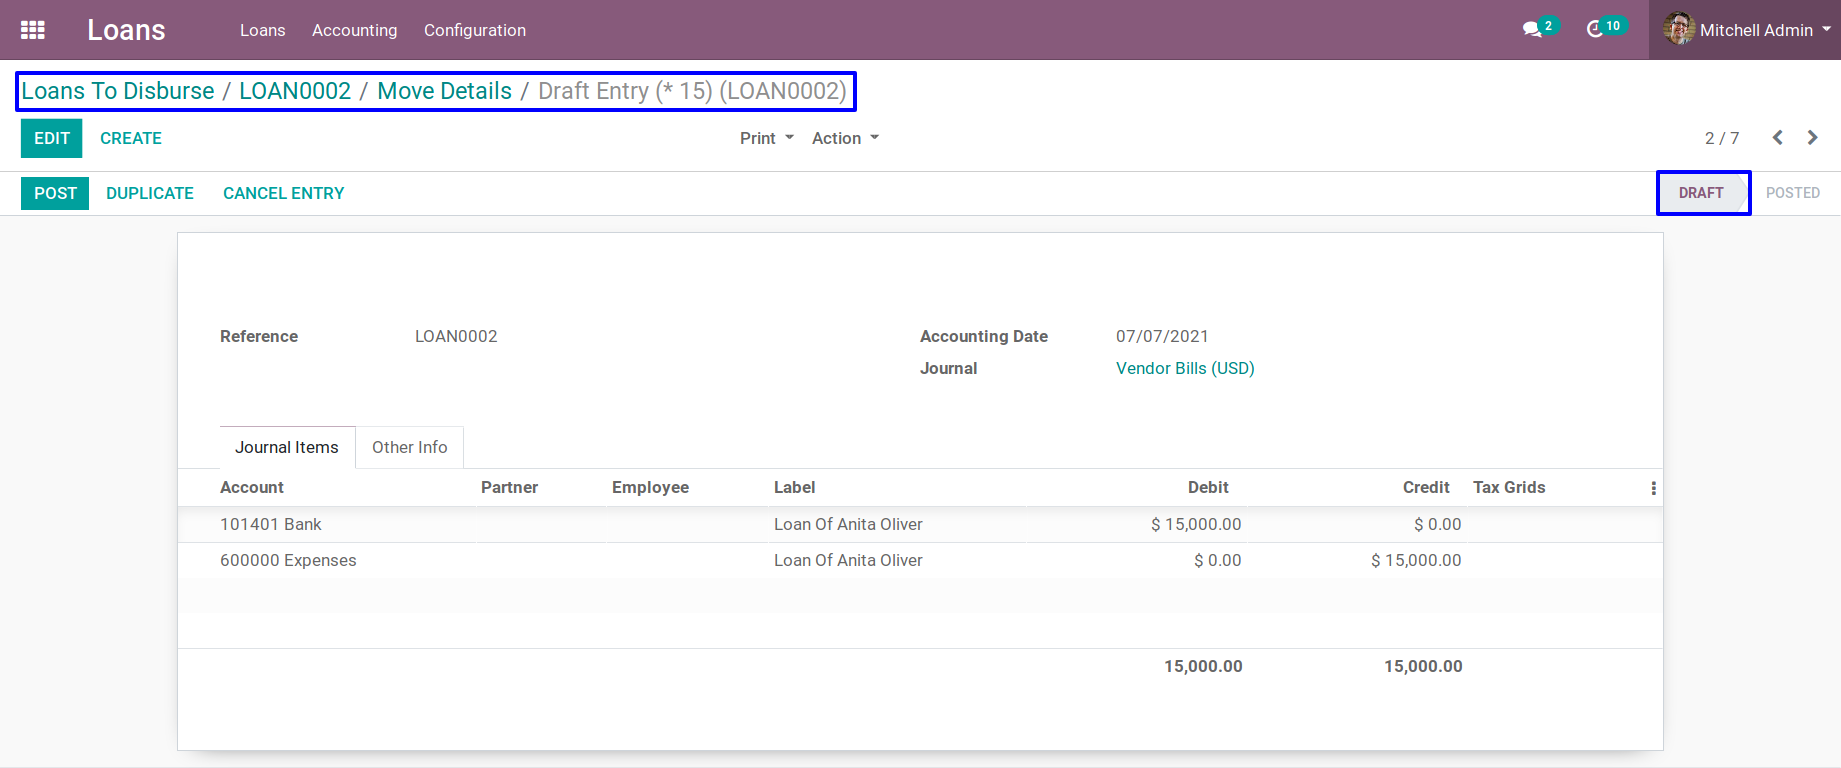 Loans Loans Accounting Configuration 2 10 Mitchell Admin
Loans To Disburse / LOAN0002 / Move Details / Draft Entry (* 15) (LOAN0002)
EDIT CREATE Print Action 2 / 7
POST DUPLICATE CANCEL ENTRY DRAFT POSTED
Reference LOAN0002 Accounting Date 07/07/2021
Journal Vendor Bills (USD)
Journal Items Other Info
Account Partner Employee Label Debit Credit Tax Grids
101401 Bank Loan Of Anita Oliver $ 15,000.00 $ 0.00
600000 Expenses Loan Of Anita Oliver $ 0.00 $ 15,000.00
15,000.00 15,000.00